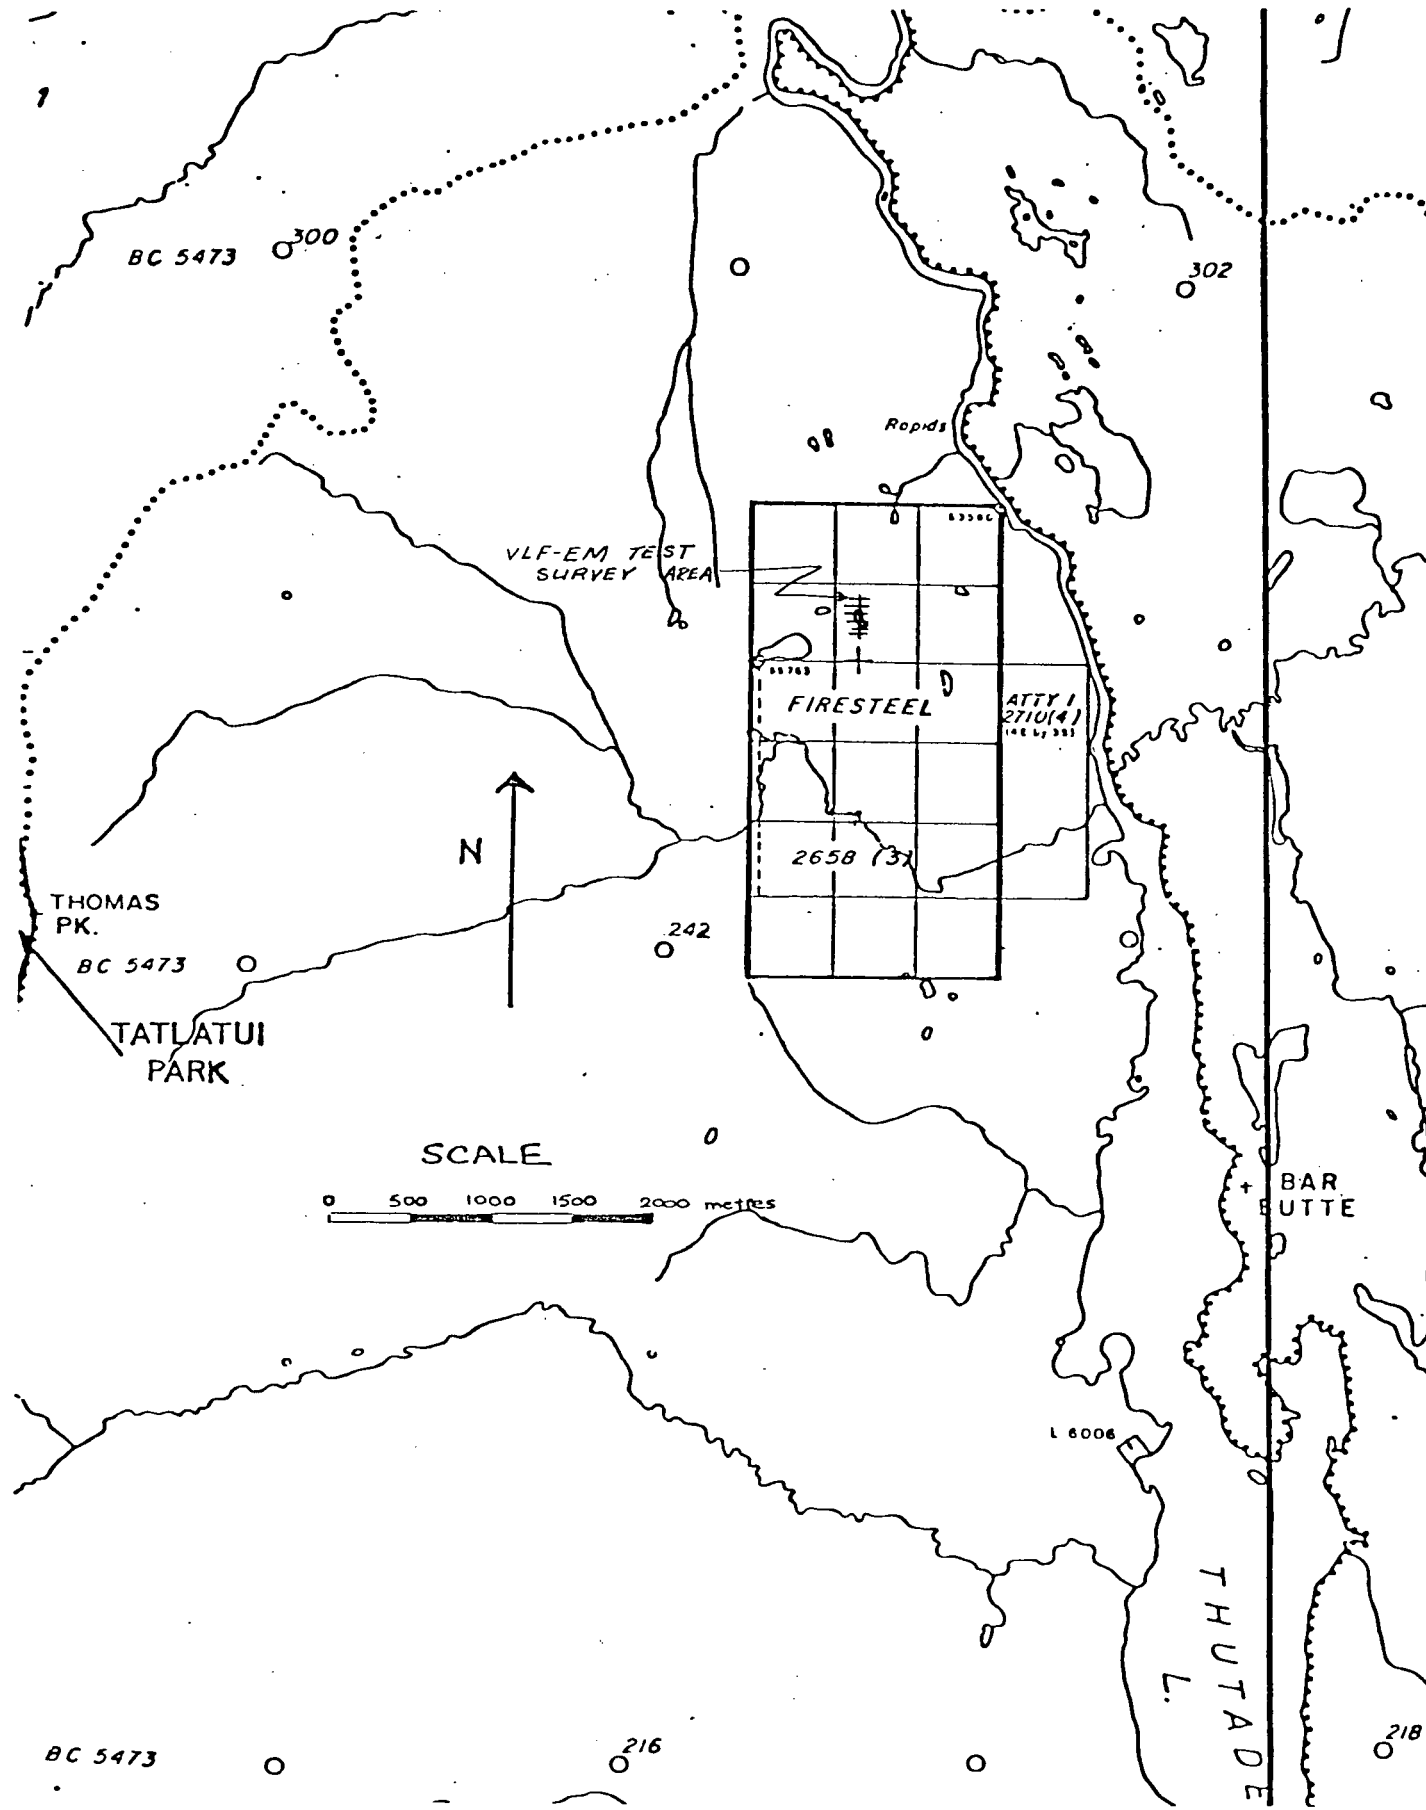 1
BC 5473
300
302
Rapids
VLF-EM TEST
SURVEY AREA
FIRESTEEL
ATTY 1
2710(4)
N
2658 (3)
THOMAS
PK.
242
BC 5473
TATLATUI
PARK
SCALE
0 500 1000 1500 2000 metres
BAR
BUTTE
L 6006
THUTADE
L.
BC 5473
216
218